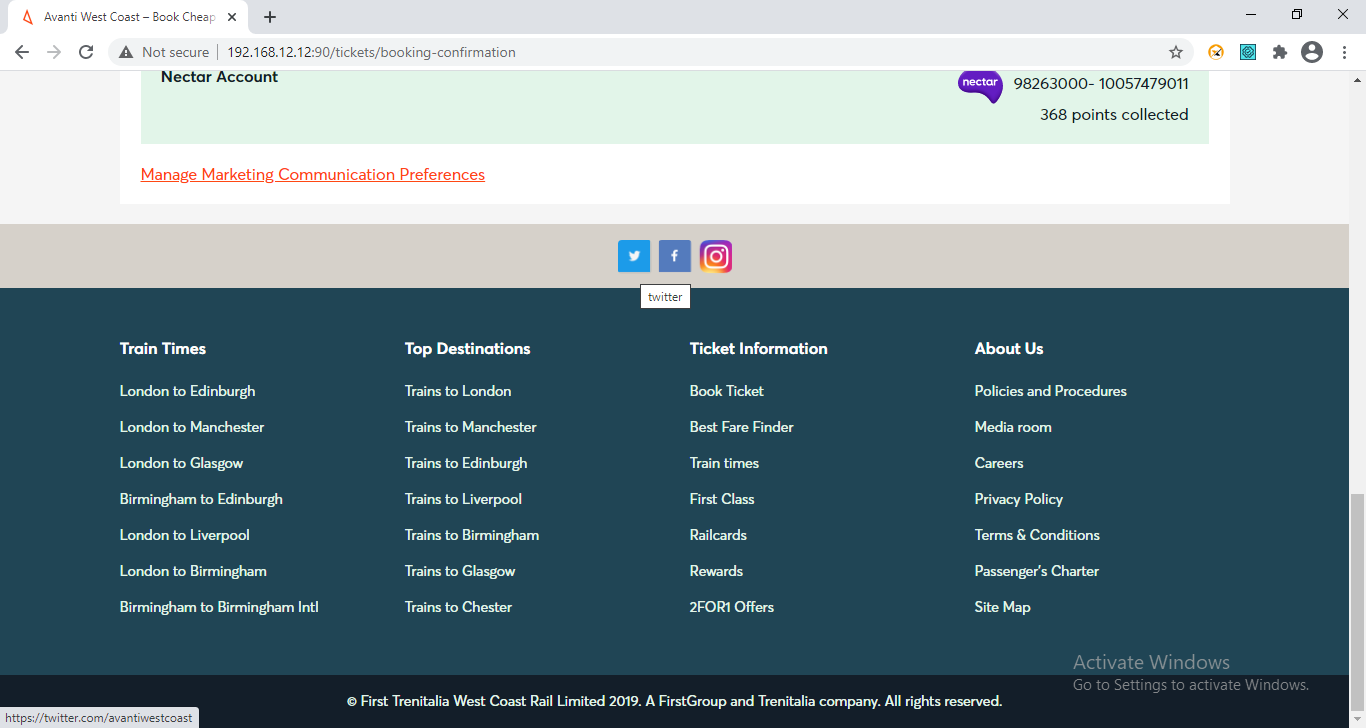 Avanti West Coast – Book Cheap
Not secure
192.168.12.12:90/tickets/booking-confirmation
Nectar Account
nectar
98263000- 10057479011
368 points collected
Manage Marketing Communication Preferences
f
twitter
Train Times
London to Edinburgh
London to Manchester
London to Glasgow
Birmingham to Edinburgh
London to Liverpool
London to Birmingham
Birmingham to Birmingham Intl
Top Destinations
Trains to London
Trains to Manchester
Trains to Edinburgh
Trains to Liverpool
Trains to Birmingham
Trains to Glasgow
Trains to Chester
Ticket Information
Book Ticket
Best Fare Finder
Train times
First Class
Railcards
Rewards
2FOR1 Offers
About Us
Policies and Procedures
Media room
Careers
Privacy Policy
Terms & Conditions
Passenger's Charter
Site Map
Activate Windows
Go to Settings to activate Windows.
© First Trenitalia West Coast Rail Limited 2019. A FirstGroup and Trenitalia company. All rights reserved.
https://twitter.com/avantiwestcoast